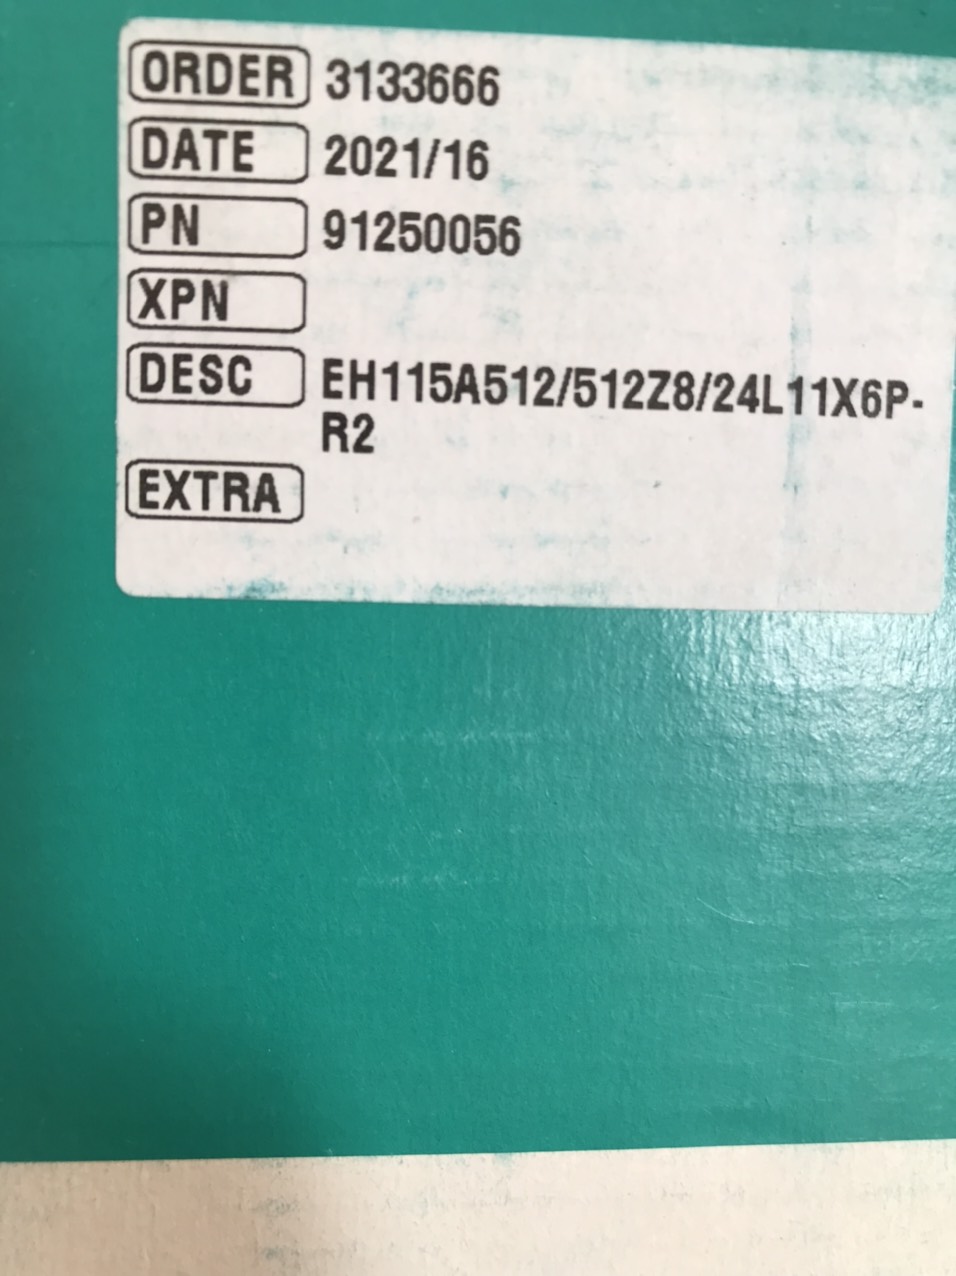 ORDER 3133666
DATE 2021/16
PN 91250056
XPN
DESC EH115A512/512Z8/24L11X6P-
R2
EXTRA